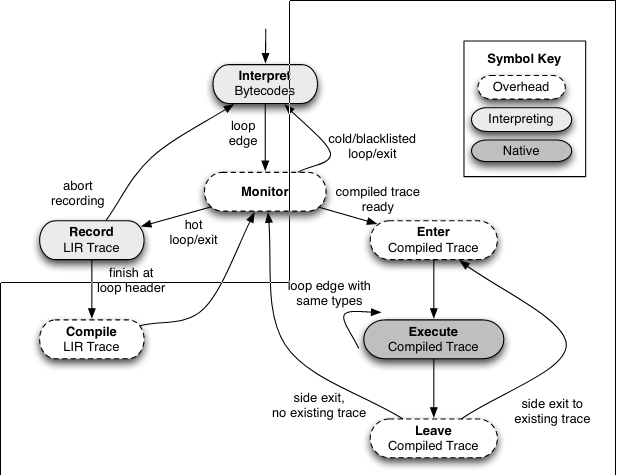 Symbol Key
Overhead
Interpreting
Native
Interpret
Bytecodes
loop
edge
cold/blacklisted
loop/exit
Monitor
abort
recording
hot
loop/exit
compiled trace
ready
Record
LIR Trace
Enter
Compiled Trace
finish at
loop header
loop edge with
same types
Compile
LIR Trace
Execute
Compiled Trace
side exit,
no existing trace
side exit to
existing trace
Leave
Compiled Trace